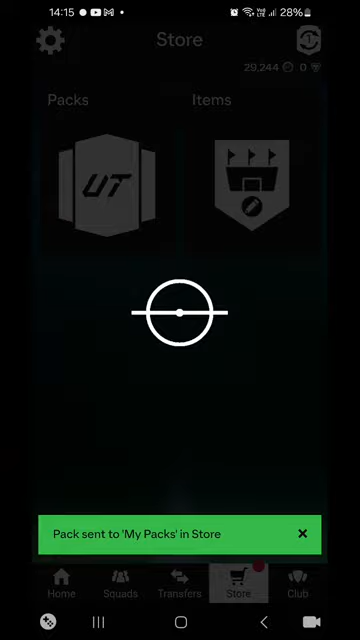 14:15
28%
Store
29,244 0
Packs
Items
UT
Pack sent to 'My Packs' in Store
Home
Squads
Transfers
Store
Club